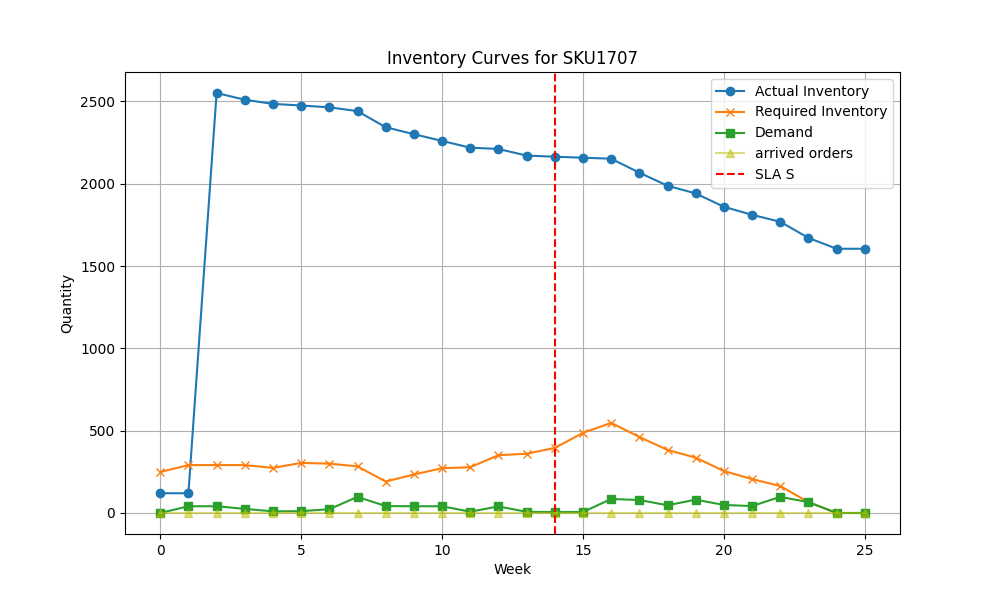 Inventory Curves for SKU1707
Actual Inventory
Required Inventory
Demand
arrived orders
SLA S
Quantity
2500
2000
1500
1000
500
0
0 5 10 15 20 25
Week